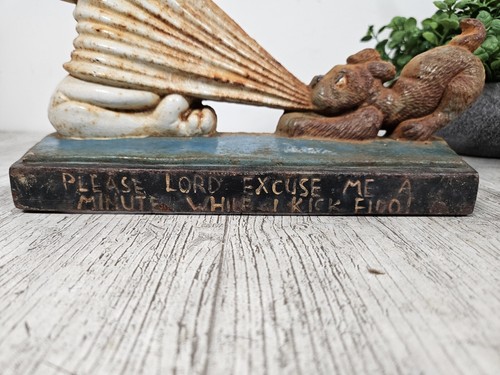 PLEASE LORD EXCUSE ME A
MINUTE WHILE I KICK FIDO!